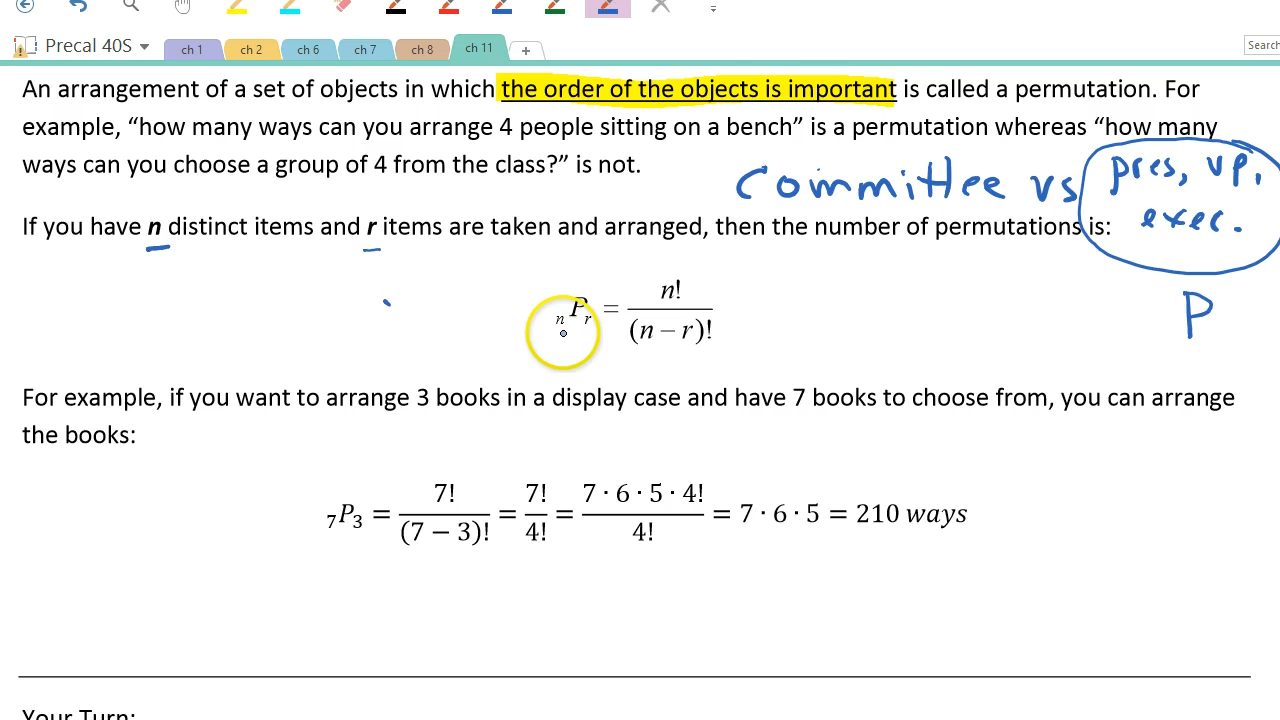 Precal 40S ch 1 ch 2 ch 6 ch 7 ch 8 ch 11 + Search
An arrangement of a set of objects in which the order of the objects is important is called a permutation. For
example, “how many ways can you arrange 4 people sitting on a bench” is a permutation whereas “how many
ways can you choose a group of 4 from the class?” is not.
Committee vs pres, vp,
exec.
If you have n distinct items and r items are taken and arranged, then the number of permutations is:
nPr = n! / (n − r)!
P
For example, if you want to arrange 3 books in a display case and have 7 books to choose from, you can arrange
the books:
₇P₃ = 7! / (7 − 3)! = 7! / 4! = 7 · 6 · 5 · 4! / 4! = 7 · 6 · 5 = 210 ways
Your Turn: